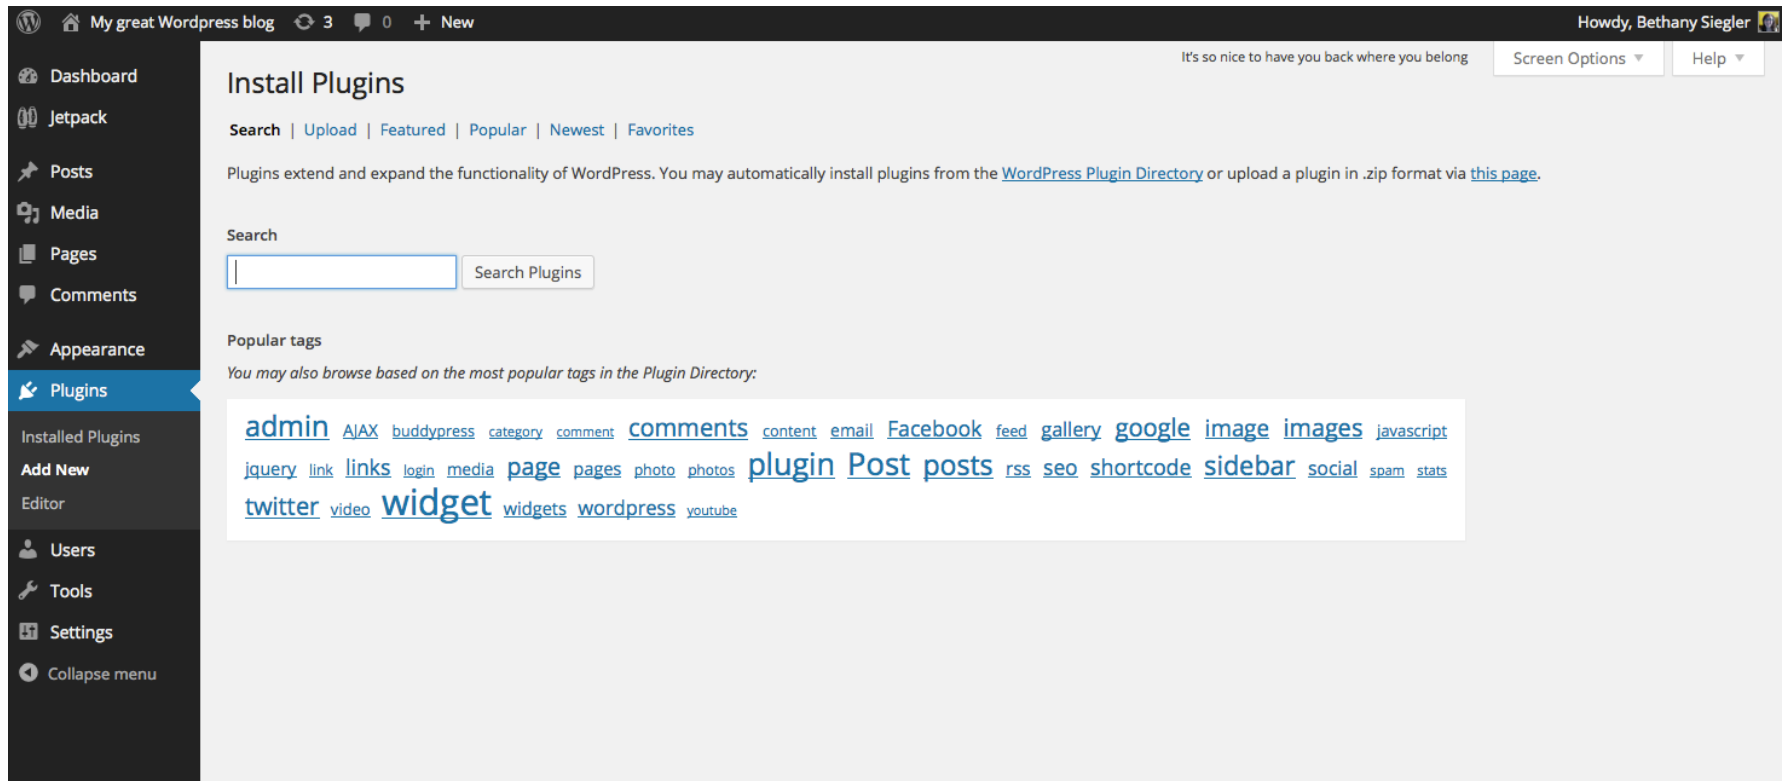 My great Wordpress blog 3 0 + New Howdy, Bethany Siegler
It's so nice to have you back where you belong Screen Options Help
Dashboard
Jetpack
Posts
Media
Pages
Comments
Appearance
Plugins
Installed Plugins
Add New
Editor
Users
Tools
Settings
Collapse menu
Install Plugins
Search | Upload | Featured | Popular | Newest | Favorites
Plugins extend and expand the functionality of WordPress. You may automatically install plugins from the WordPress Plugin Directory or upload a plugin in .zip format via this page.
Search
Search Plugins
Popular tags
You may also browse based on the most popular tags in the Plugin Directory:
admin AJAX buddypress category comment comments content email Facebook feed gallery google image images javascript
jquery link links login media page pages photo photos plugin Post posts rss seo shortcode sidebar social spam stats
twitter video widget widgets wordpress youtube